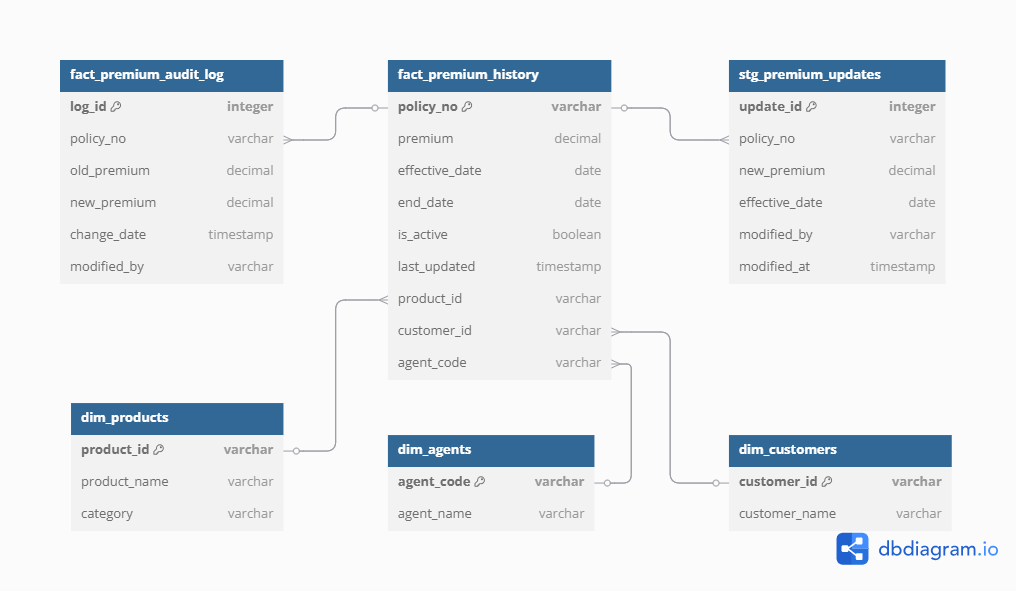 fact_premium_audit_log
log_id integer
policy_no varchar
old_premium decimal
new_premium decimal
change_date timestamp
modified_by varchar
fact_premium_history
policy_no varchar
premium decimal
effective_date date
end_date date
is_active boolean
last_updated timestamp
product_id varchar
customer_id varchar
agent_code varchar
stg_premium_updates
update_id integer
policy_no varchar
new_premium decimal
effective_date date
modified_by varchar
modified_at timestamp
dim_products
product_id varchar
product_name varchar
category varchar
dim_agents
agent_code varchar
agent_name varchar
dim_customers
customer_id varchar
customer_name varchar
dbdiagram.io